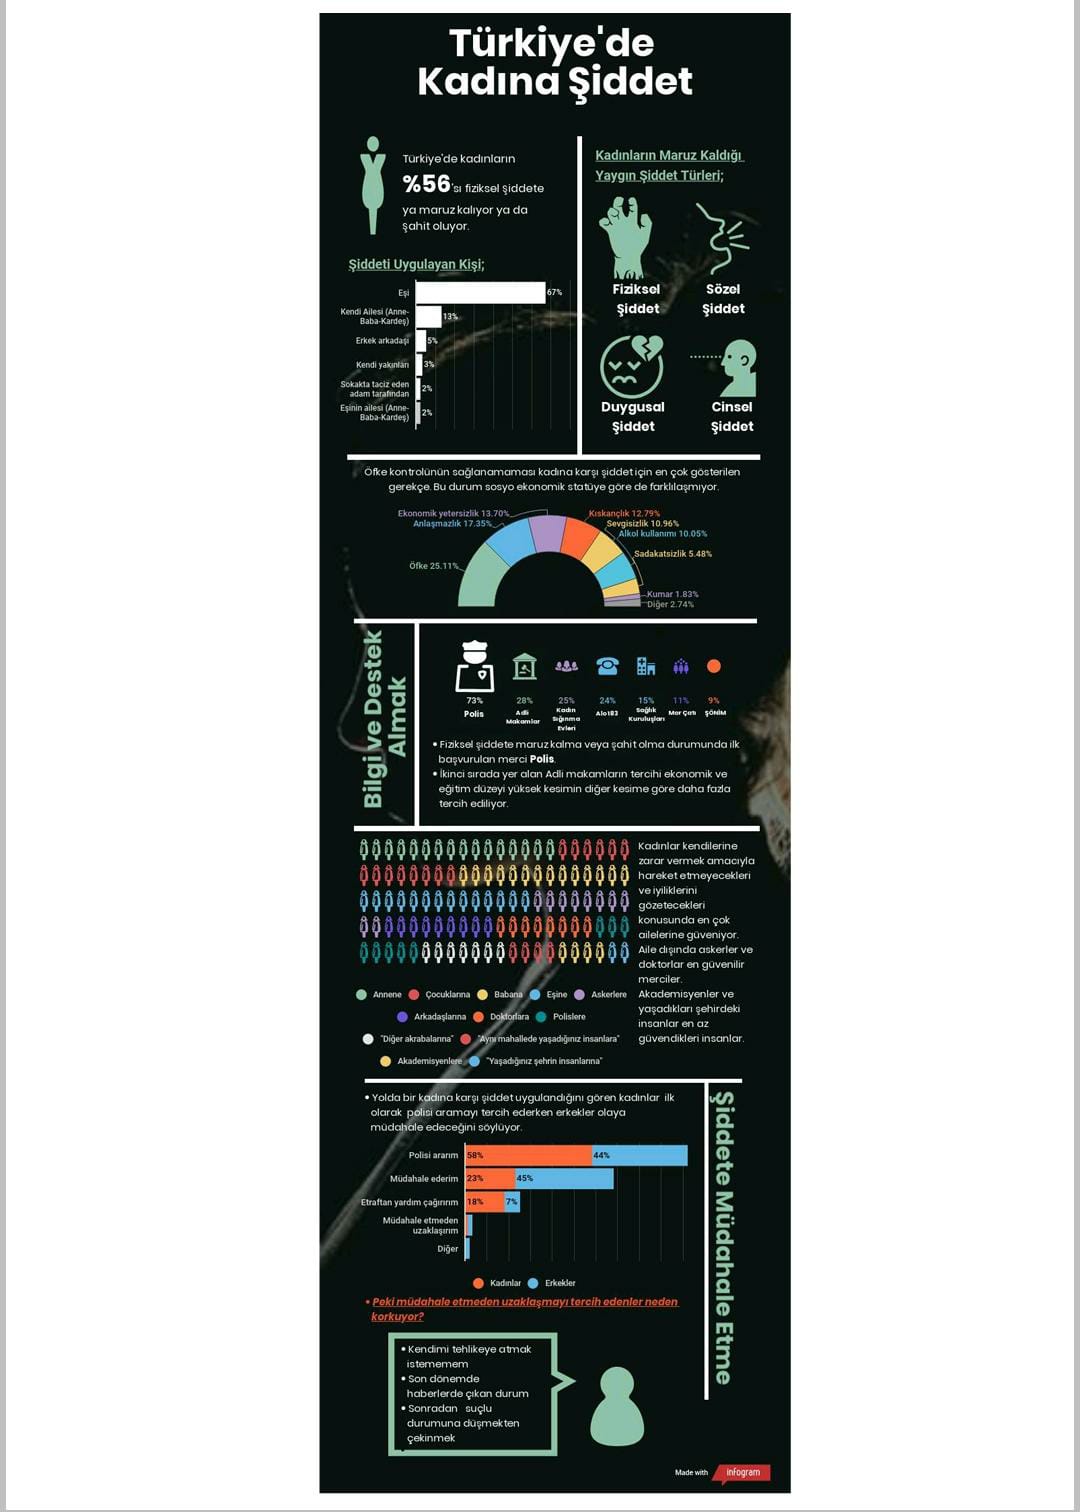 Türkiye'de
Kadına Şiddet
Türkiye'de kadınların
%56'sı fiziksel şiddete
ya maruz kalıyor ya da
şahit oluyor.
Şiddeti Uygulayan Kişi;
Eşi 67%
Kendi Ailesi (Anne-
Baba-Kardeş) 13%
Erkek arkadaşı 5%
Kendi yakınları 3%
Sokakta taciz eden
adam tarafından 2%
Eşinin ailesi (Anne-
Baba-Kardeş) 2%
Kadınların Maruz Kaldığı
Yaygın Şiddet Türleri;
Fiziksel
Şiddet
Sözel
Şiddet
Duygusal
Şiddet
Cinsel
Şiddet
Öfke kontrolünün sağlanamaması kadına karşı şiddet için en çok gösterilen
gerekçe. Bu durum sosyo ekonomik statüye göre de farklılaşmıyor.
Ekonomik yetersizlik 13.70%
Anlaşmazlık 17.35%
Öfke 25.11%
Kıskançlık 12.79%
Sevgisizlik 10.96%
Alkol kullanımı 10.05%
Sadakatsizlik 5.48%
Kumar 1.83%
Diğer 2.74%
Bilgi ve Destek
Almak
73%
Polis
28%
Adli
Makamlar
25%
Kadın
Sığınma
Evleri
24%
Alo183
15%
Sağlık
Kuruluşları
11%
Mor Çatı
9%
ŞÖNİM
• Fiziksel şiddete maruz kalma veya şahit olma durumunda ilk
başvurulan merci Polis.
• İkinci sırada yer alan Adli makamların tercihi ekonomik ve
eğitim düzeyi yüksek kesimin diğer kesime göre daha fazla
tercih ediliyor.
Kadınlar kendilerine
zarar vermek amacıyla
hareket etmeyecekleri
ve iyiliklerini
gözetecekleri
konusunda en çok
ailelerine güveniyor.
Aile dışında askerler ve
doktorlar en güvenilir
merciler.
Akademisyenler ve
yaşadıkları şehirdeki
insanlar en az
güvendikleri insanlar.
Annene Çocuklarına Babana Eşine Askerlere
Arkadaşlarına Doktorlara Polislere
"Diğer akrabalarına" "Aynı mahallede yaşadığınız insanlara"
Akademisyenlere "Yaşadığınız şehrin insanlarına"
• Yolda bir kadına karşı şiddet uygulandığını gören kadınlar ilk
olarak polisi aramayı tercih ederken erkekler olaya
müdahale edeceğini söylüyor.
Polisi ararım 58% 44%
Müdahale ederim 23% 45%
Etraftan yardım çağırırım 18% 7%
Müdahale etmeden
uzaklaşırım
Diğer
Kadınlar Erkekler
Şiddete Müdahale Etme
• Peki müdahale etmeden uzaklaşmayı tercih edenler neden
korkuyor?
• Kendimi tehlikeye atmak
istememem
• Son dönemde
haberlerde çıkan durum
• Sonradan suçlu
durumuna düşmekten
çekinmek
Made with infogram